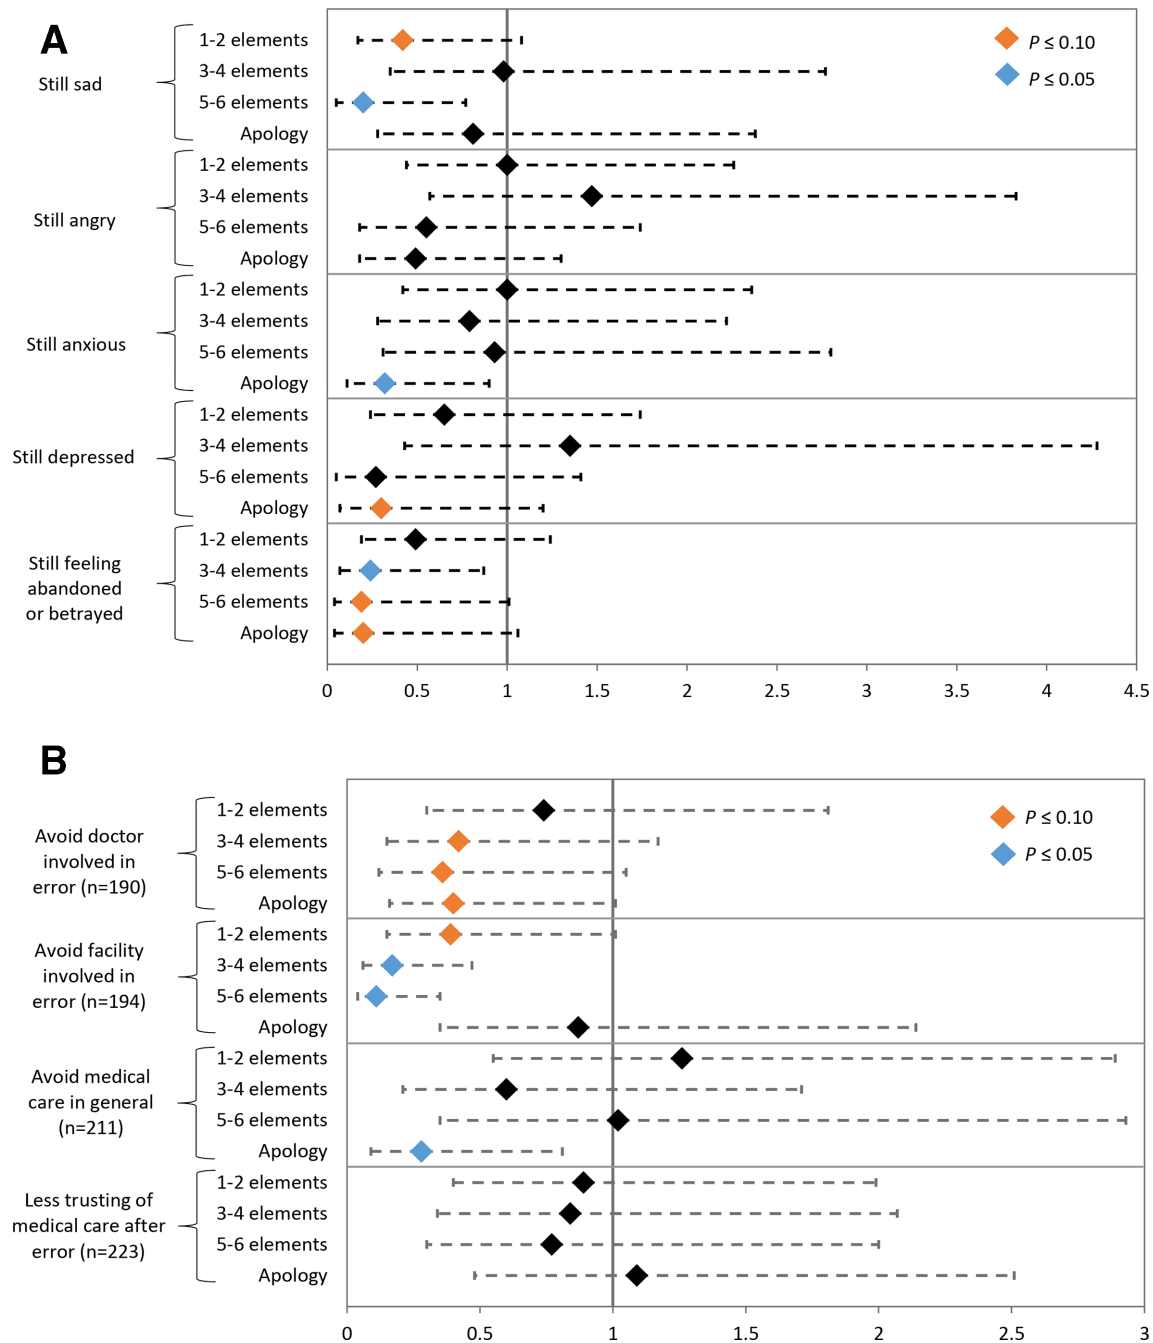 A
P ≤ 0.10
P ≤ 0.05
Still sad
1-2 elements
3-4 elements
5-6 elements
Apology
Still angry
1-2 elements
3-4 elements
5-6 elements
Apology
Still anxious
1-2 elements
3-4 elements
5-6 elements
Apology
Still depressed
1-2 elements
3-4 elements
5-6 elements
Apology
Still feeling
abandoned
or betrayed
1-2 elements
3-4 elements
5-6 elements
Apology
0 0.5 1 1.5 2 2.5 3 3.5 4 4.5
B
P ≤ 0.10
P ≤ 0.05
Avoid doctor
involved in
error (n=190)
1-2 elements
3-4 elements
5-6 elements
Apology
Avoid facility
involved in
error (n=194)
1-2 elements
3-4 elements
5-6 elements
Apology
Avoid medical
care in general
(n=211)
1-2 elements
3-4 elements
5-6 elements
Apology
Less trusting of
medical care after
error (n=223)
1-2 elements
3-4 elements
5-6 elements
Apology
0 0.5 1 1.5 2 2.5 3